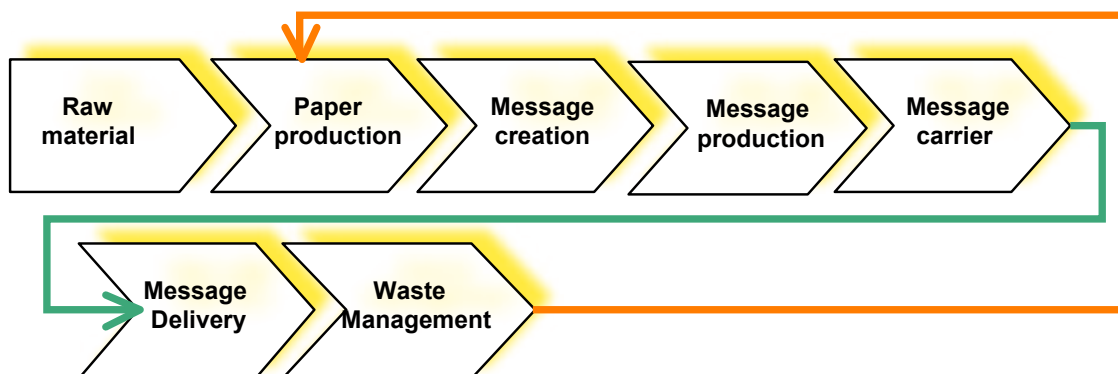 Raw
material
Paper
production
Message
creation
Message
production
Message
carrier
Message
Delivery
Waste
Management